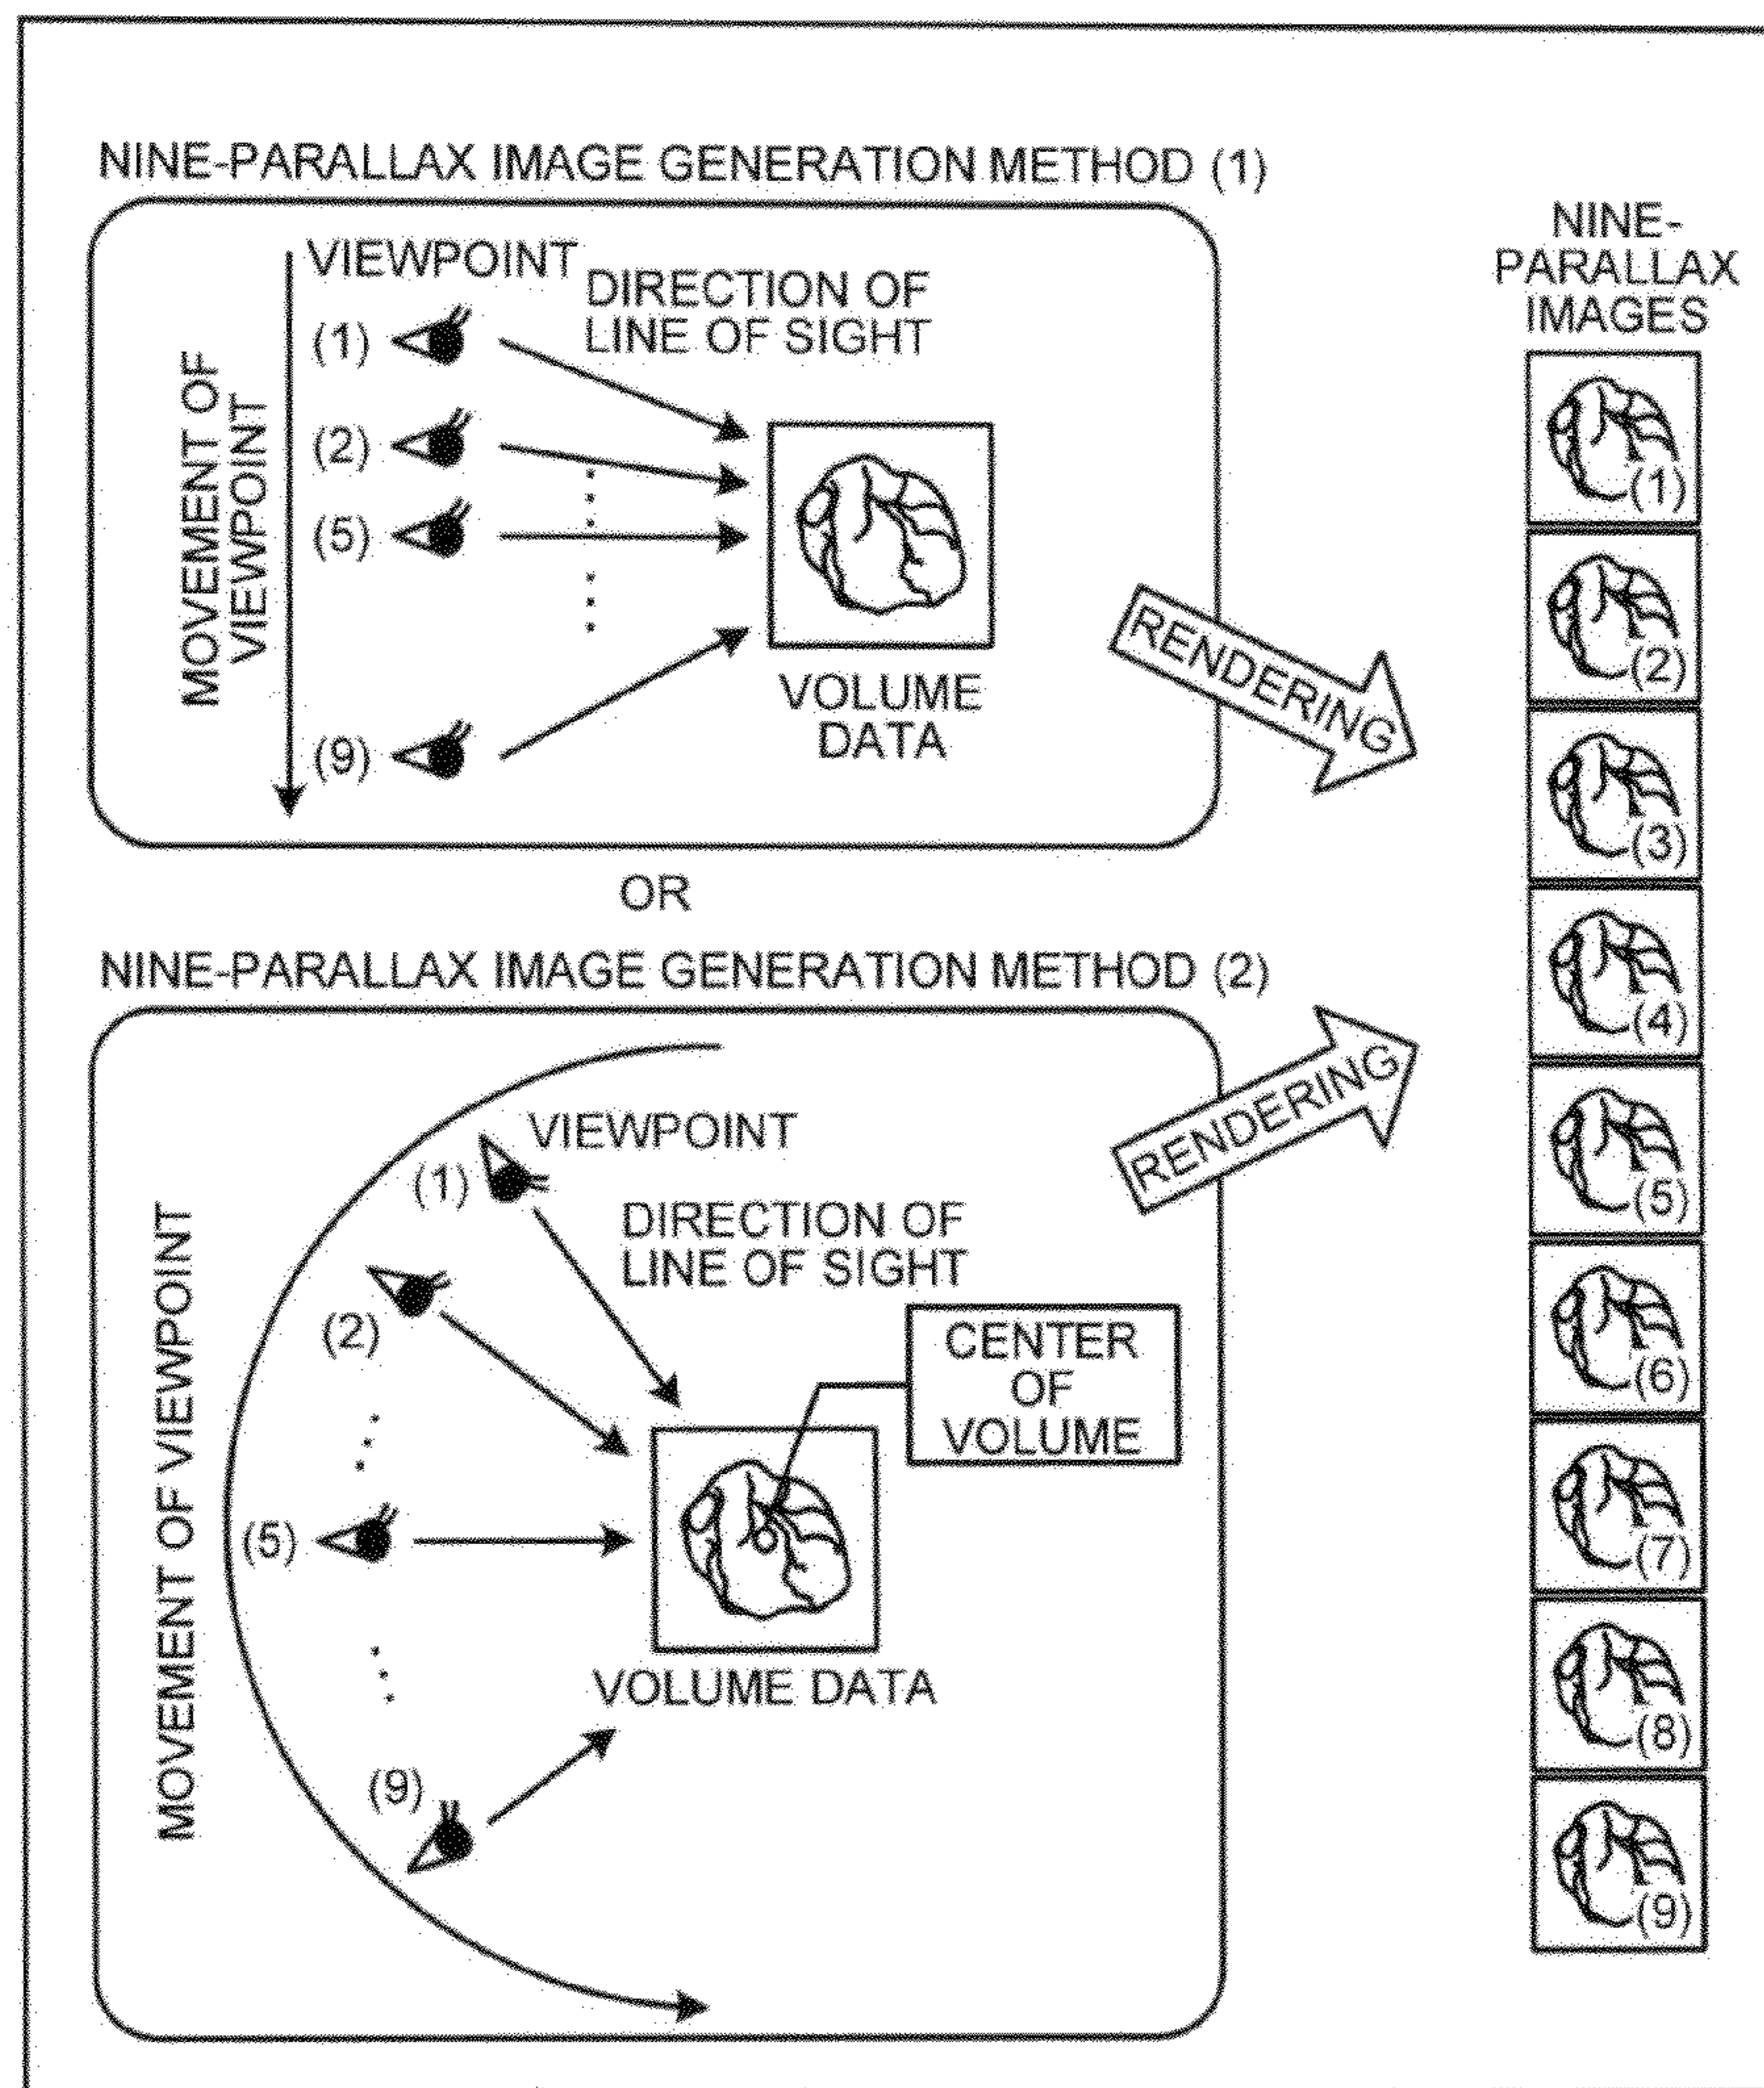 NINE-PARALLAX IMAGE GENERATION METHOD (1)
VIEWPOINT
DIRECTION OF
LINE OF SIGHT
MOVEMENT OF
VIEWPOINT
(1)
(2)
(5)
(9)
VOLUME
DATA
RENDERING
OR
NINE-PARALLAX IMAGE GENERATION METHOD (2)
VIEWPOINT
(1)
DIRECTION OF
LINE OF SIGHT
MOVEMENT OF VIEWPOINT
(2)
CENTER
OF
VOLUME
(5)
VOLUME DATA
(9)
RENDERING
NINE-
PARALLAX
IMAGES
(1)
(2)
(3)
(4)
(5)
(6)
(7)
(8)
(9)